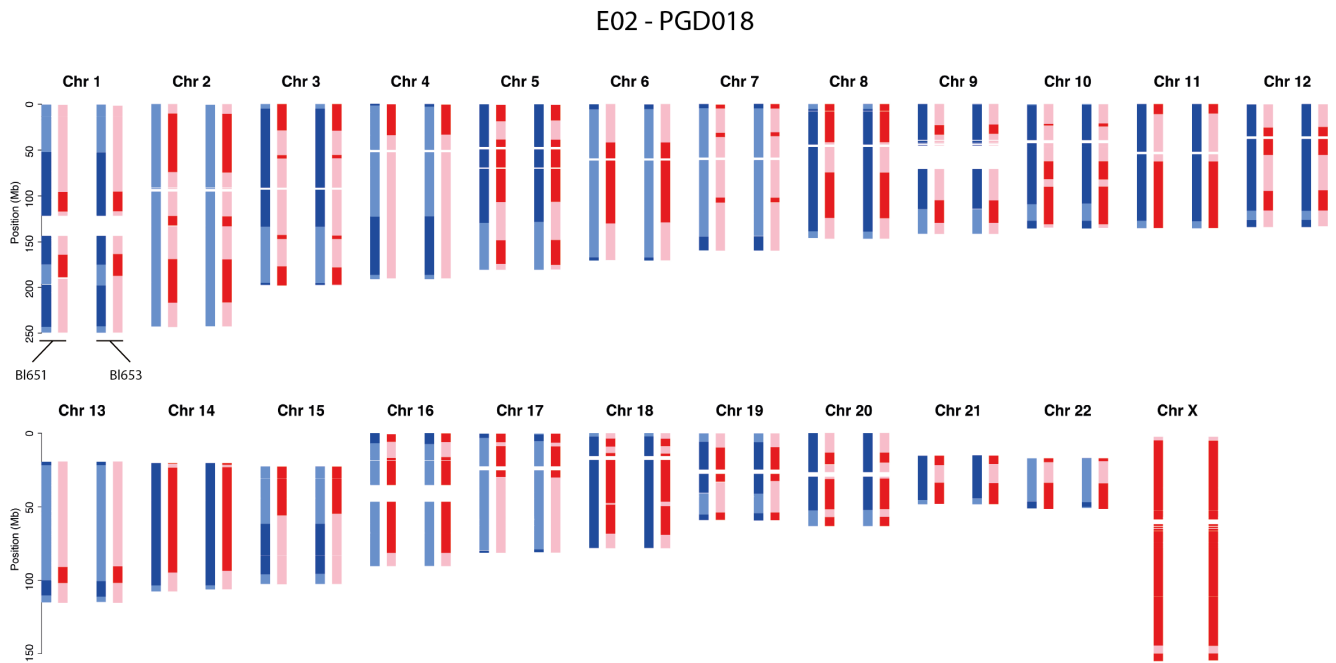 E02 - PGD018
Chr 1 Chr 2 Chr 3 Chr 4 Chr 5 Chr 6 Chr 7 Chr 8 Chr 9 Chr 10 Chr 11 Chr 12
0
50
100
150
200
250
Position (Mb)
Bl651 Bl653
Chr 13 Chr 14 Chr 15 Chr 16 Chr 17 Chr 18 Chr 19 Chr 20 Chr 21 Chr 22 Chr X
0
50
100
150
Position (Mb)